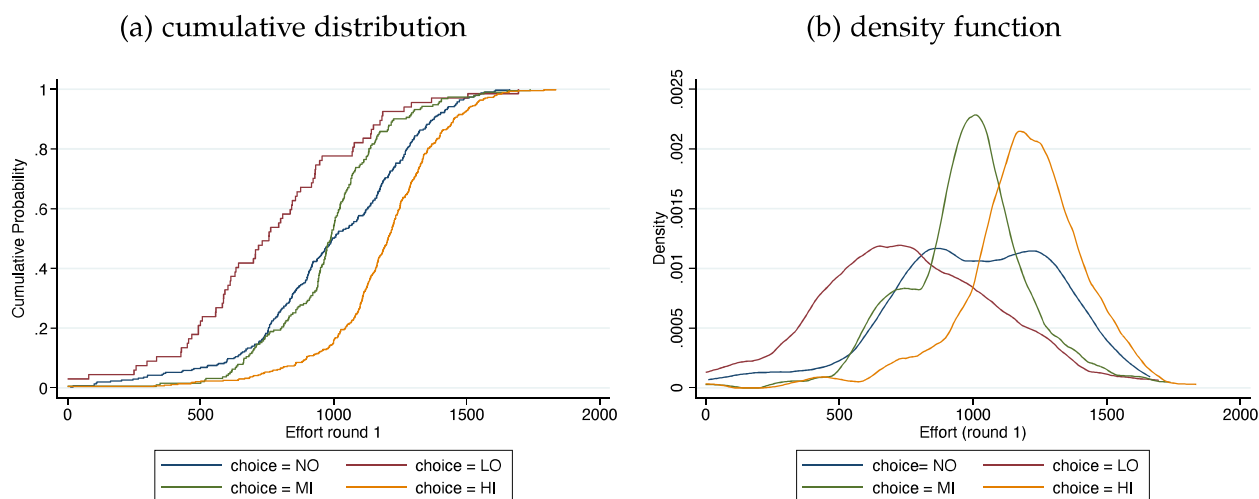 (a) cumulative distribution
Cumulative Probability
1
.8
.6
.4
.2
0
0 500 1000 1500 2000
Effort round 1
choice = NO choice = LO
choice = MI choice = HI
(b) density function
Density
.0025
.002
.0015
.001
.0005
0
0 500 1000 1500 2000
Effort (round 1)
choice= NO choice = LO
choice = MI choice = HI